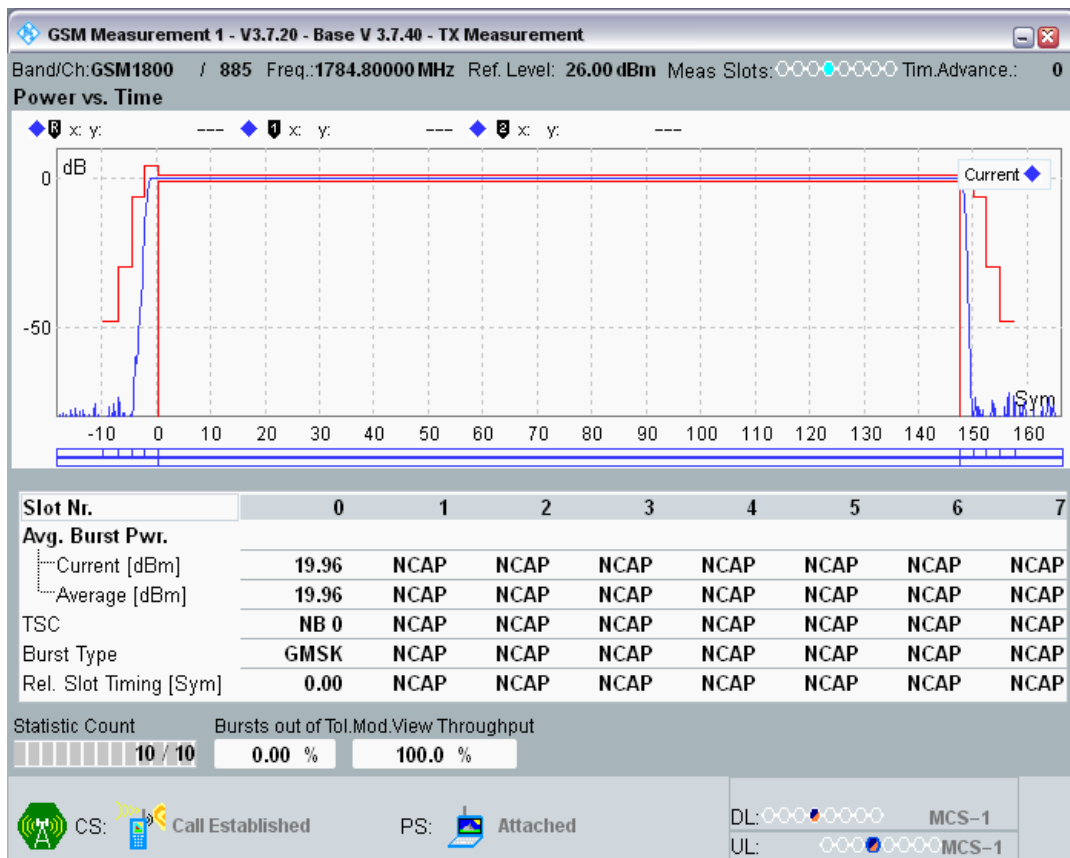 GSM Measurement 1 - V3.7.20 - Base V 3.7.40 - TX Measurement
Band/Ch:GSM1800 / 885 Freq.:1784.80000 MHz Ref. Level: 26.00 dBm Meas Slots: Tim.Advance.: 0
Power vs. Time
R x: y: --- 1 x: y: --- 2 x: y: ---
dB
Current
0
-50
Sym
-10 0 10 20 30 40 50 60 70 80 90 100 110 120 130 140 150 160
Slot Nr. 0 1 2 3 4 5 6 7
Avg. Burst Pwr.
Current [dBm] 19.96 NCAP NCAP NCAP NCAP NCAP NCAP NCAP
Average [dBm] 19.96 NCAP NCAP NCAP NCAP NCAP NCAP NCAP
TSC NB 0 NCAP NCAP NCAP NCAP NCAP NCAP NCAP
Burst Type GMSK NCAP NCAP NCAP NCAP NCAP NCAP NCAP
Rel. Slot Timing [Sym] 0.00 NCAP NCAP NCAP NCAP NCAP NCAP NCAP
Statistic Count Bursts out of Tol. Mod.View Throughput
10 / 10 0.00 % 100.0 %
CS: Call Established PS: Attached
DL: MCS-1
UL: MCS-1